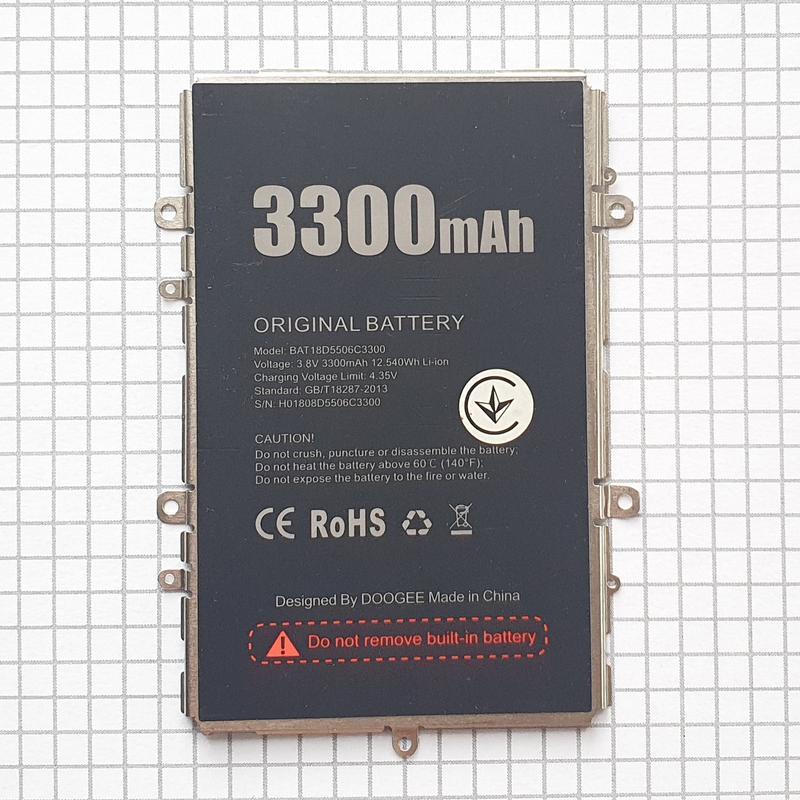 3300mAh
ORIGINAL BATTERY
Model: BAT18D5506C3300
Voltage: 3.8V 3300mAh 12.540Wh Li-ion
Charging Voltage Limit: 4.35V
Standard: GB/T18287-2013
S/N: H01808D5506C3300
CAUTION!
Do not crush, puncture or disassemble the battery;
Do not heat the battery above 60℃ (140°F);
Do not expose the battery to the fire or water.
CE RoHS
Designed By DOOGEE Made in China
Do not remove built-in battery